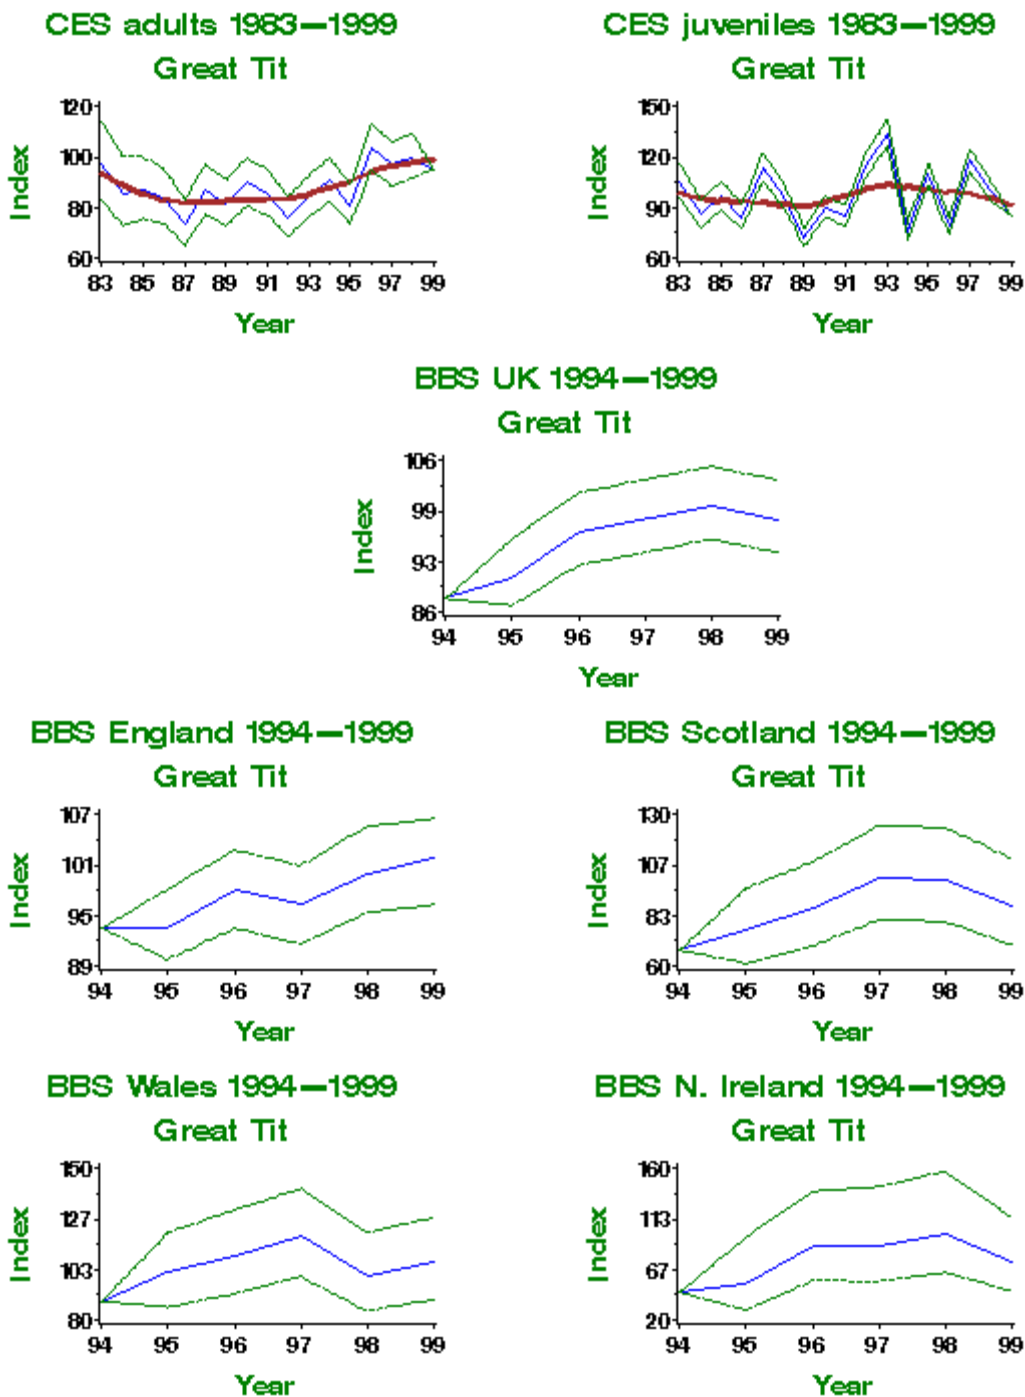 CES adults 1983—1999
Great Tit
120
100
80
60
Index
83 85 87 89 91 93 95 97 99
Year
CES juveniles 1983—1999
Great Tit
150
120
90
60
Index
83 85 87 89 91 93 95 97 99
Year
BBS UK 1994—1999
Great Tit
106
99
93
86
Index
94 95 96 97 98 99
Year
BBS England 1994—1999
Great Tit
107
101
95
89
Index
94 95 96 97 98 99
Year
BBS Scotland 1994—1999
Great Tit
130
107
83
60
Index
94 95 96 97 98 99
Year
BBS Wales 1994—1999
Great Tit
150
127
103
80
Index
94 95 96 97 98 99
Year
BBS N. Ireland 1994—1999
Great Tit
160
113
67
20
Index
94 95 96 97 98 99
Year